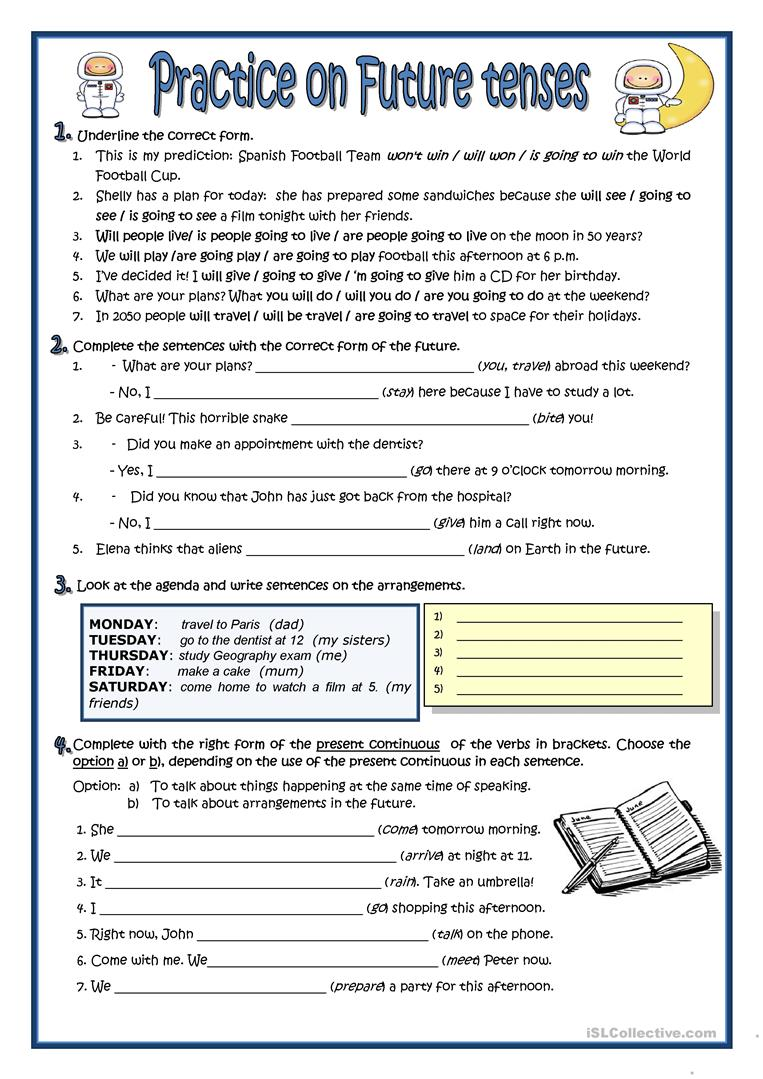 Practice on Future tenses
1. Underline the correct form.
1. This is my prediction: Spanish Football Team won't win / will won / is going to win the World
Football Cup.
2. Shelly has a plan for today: she has prepared some sandwiches because she will see / going to
see / is going to see a film tonight with her friends.
3. Will people live/ is people going to live / are people going to live on the moon in 50 years?
4. We will play /are going play / are going to play football this afternoon at 6 p.m.
5. I've decided it! I will give / going to give / 'm going to give him a CD for her birthday.
6. What are your plans? What you will do / will you do / are you going to do at the weekend?
7. In 2050 people will travel / will be travel / are going to travel to space for their holidays.
2. Complete the sentences with the correct form of the future.
1. - What are your plans? ____________ (you, travel) abroad this weekend?
- No, I ____________ (stay) here because I have to study a lot.
2. Be careful! This horrible snake ____________ (bite) you!
3. - Did you make an appointment with the dentist?
- Yes, I ____________ (go) there at 9 o'clock tomorrow morning.
4. - Did you know that John has just got back from the hospital?
- No, I ____________ (give) him a call right now.
5. Elena thinks that aliens ____________ (land) on Earth in the future.
3. Look at the agenda and write sentences on the arrangements.
MONDAY: travel to Paris (dad)
TUESDAY: go to the dentist at 12 (my sisters)
THURSDAY: study Geography exam (me)
FRIDAY: make a cake (mum)
SATURDAY: come home to watch a film at 5. (my
friends)
1) ____________
2) ____________
3) ____________
4) ____________
5) ____________
4. Complete with the right form of the present continuous of the verbs in brackets. Choose the
option a) or b), depending on the use of the present continuous in each sentence.
Option: a) To talk about things happening at the same time of speaking.
b) To talk about arrangements in the future.
June
June
1. She ____________ (come) tomorrow morning.
2. We ____________ (arrive) at night at 11.
3. It ____________ (rain). Take an umbrella!
4. I ____________ (go) shopping this afternoon.
5. Right now, John ____________ (talk) on the phone.
6. Come with me. We____________ (meet) Peter now.
7. We ____________ (prepare) a party for this afternoon.
iSLCollective.com